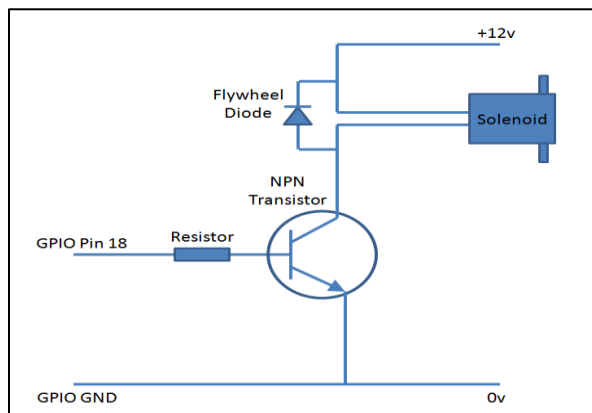 +12v
Flywheel
Diode
Solenoid
NPN
Transistor
GPIO Pin 18
Resistor
GPIO GND
0v